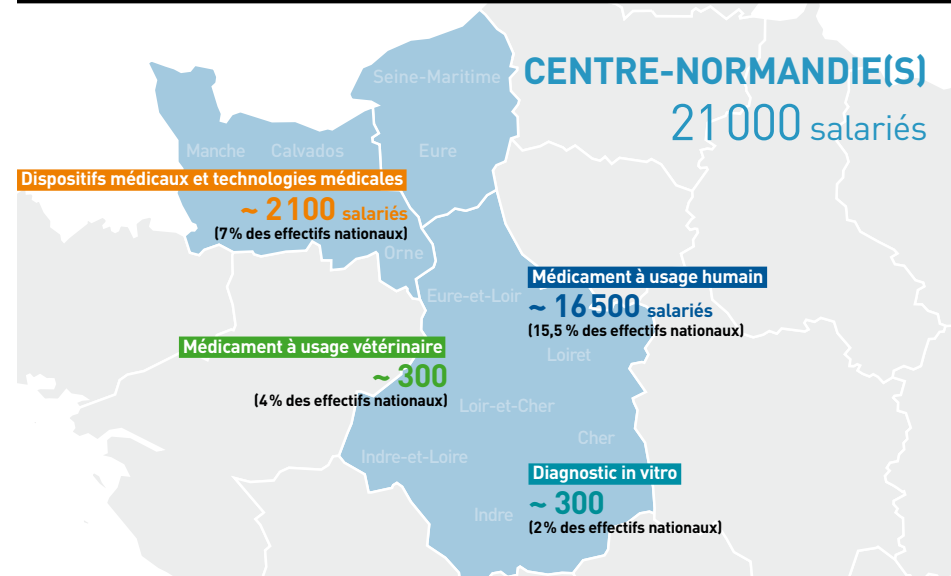 CENTRE-NORMANDIE(S)
21 000 salariés
Seine-Maritime
Manche
Calvados
Eure
Dispositifs médicaux et technologies médicales
~ 2 100 salariés
(7 % des effectifs nationaux)
Orne
Eure-et-Loir
Médicament à usage humain
~ 16 500 salariés
(15,5 % des effectifs nationaux)
Loiret
Médicament à usage vétérinaire
~ 300
(4 % des effectifs nationaux)
Loir-et-Cher
Cher
Indre-et-Loire
Diagnostic in vitro
~ 300
(2 % des effectifs nationaux)
Indre